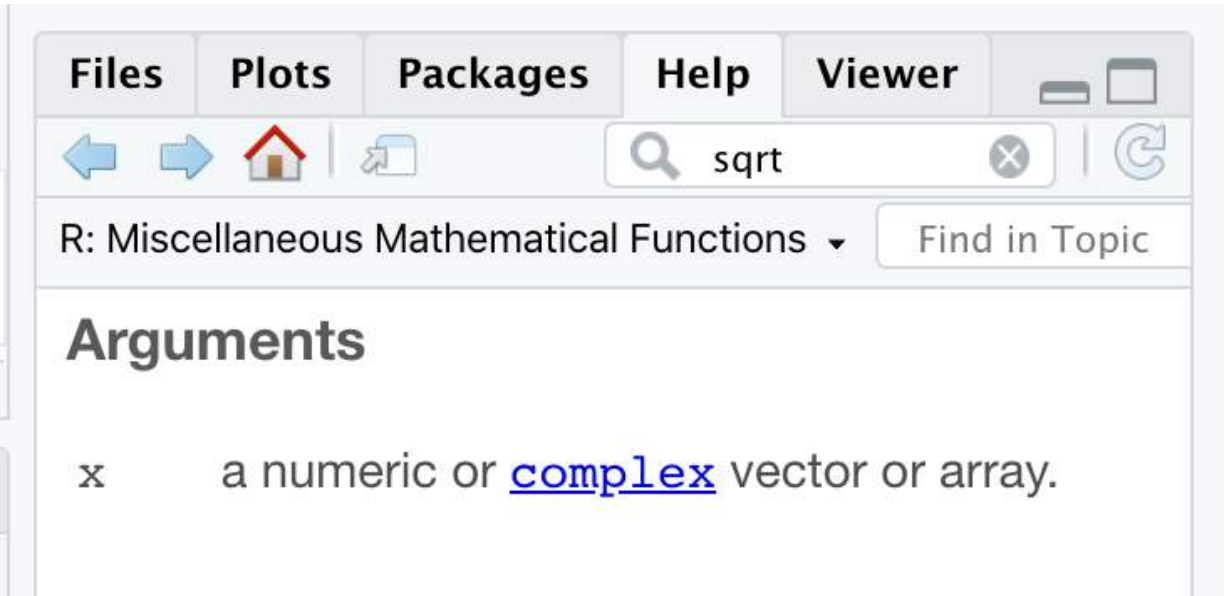 Files Plots Packages Help Viewer
sqrt
R: Miscellaneous Mathematical Functions Find in Topic
Arguments
x a numeric or complex vector or array.